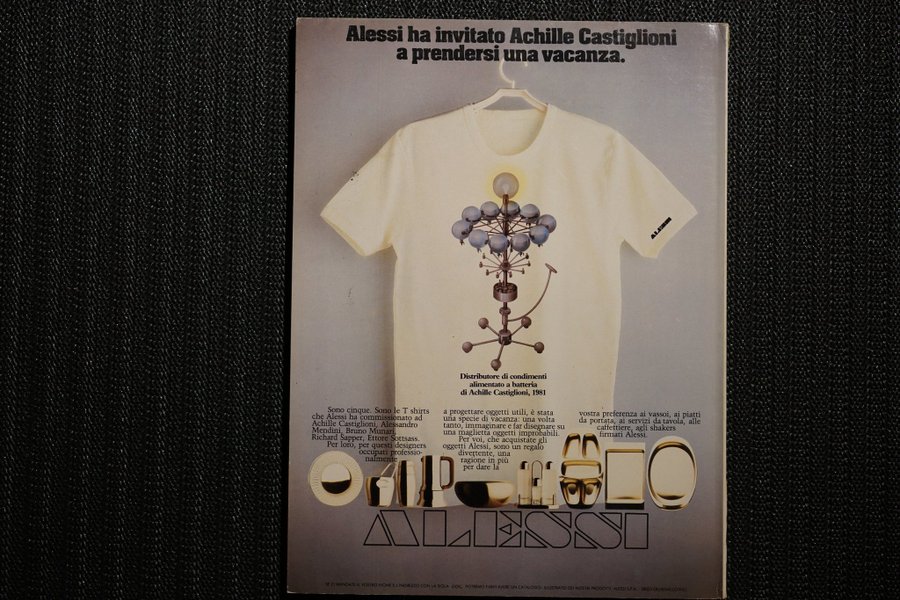 Alessi ha invitato Achille Castiglioni
a prendersi una vacanza.
ALESSI
Distributore di condimenti
alimentato a batteria
di Achille Castiglioni, 1981
Sono cinque. Sono le T shirts
che Alessi ha commissionato ad
Achille Castiglioni, Alessandro
Mendini, Bruno Munari,
Richard Sapper, Ettore Sottsass.
Per loro, per questi designers
occupati professio-
nalmente
a progettare oggetti utili, è stata
una specie di vacanza: una volta
tanto, immaginare e far disegnare su
una maglietta oggetti improbabili.
Per voi, che acquistate gli
oggetti Alessi, sono un regalo
divertente, una
ragione in più
per dare la
vostra preferenza ai vassoi, ai piatti
da portata, ai servizi da tavola, alle
caffettiere, agli shakers
firmati Alessi.
ALESSI